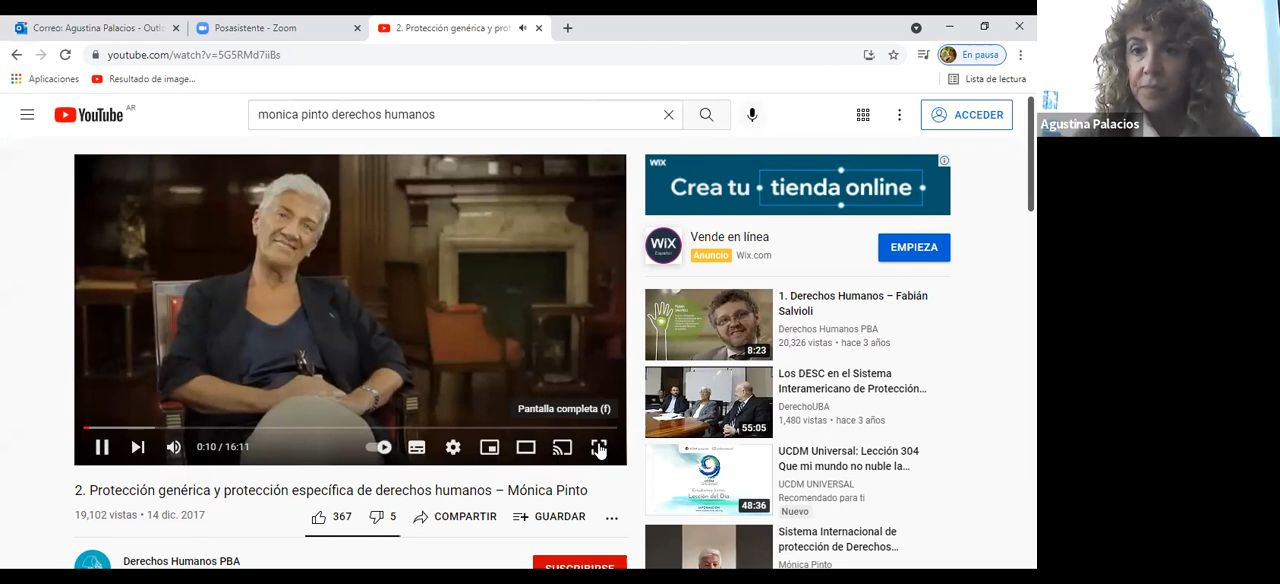 Correo: Agustina Palacios - Outlo
Posasistente - Zoom
2. Protección genérica y prot
youtube.com/watch?v=5G5RMd7iiBs
En pausa
Aplicaciones
Resultado de image...
Lista de lectura
YouTube AR
monica pinto derechos humanos
ACCEDER
WIX
Crea tu tienda online
WiX
Español
Vende en línea
Anuncio Wix.com
EMPIEZA
Pantalla completa (f)
0:10 / 16:11
1. Derechos Humanos – Fabián
Salvioli
Derechos Humanos PBA
20,326 vistas • hace 3 años
8:23
Los DESC en el Sistema
Interamericano de Protección...
DerechoUBA
1,480 vistas • hace 3 años
55:05
UCDM Universal: Lección 304
Que mi mundo no nuble la...
UCDM UNIVERSAL
Recomendado para ti
Nuevo
Lección del Día
48:36
Sistema Internacional de
protección de Derechos...
Mónica Pinto
2. Protección genérica y protección específica de derechos humanos – Mónica Pinto
19,102 vistas • 14 dic. 2017
367
5
COMPARTIR
GUARDAR
Derechos Humanos PBA
SUSCRIBIRSE
Agustina Palacios